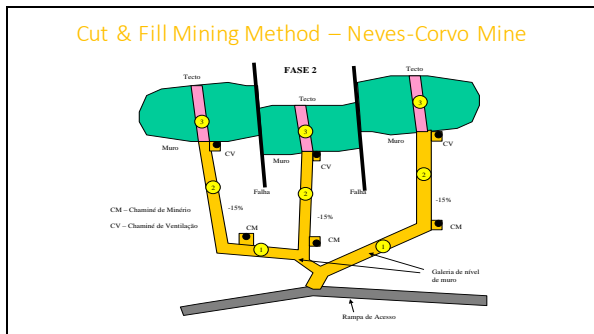 Cut & Fill Mining Method – Neves-Corvo Mine
FASE 2
Tecto
Tecto
Tecto
3
3
3
Muro
CV
Muro
CV
Muro
CV
Falha
Falha
2
2
2
-15%
-15%
-15%
CM – Chaminé de Minério
CV – Chaminé de Ventilação
CM
CM
CM
1
1
Galeria de nível
de muro
Rampa de Acesso